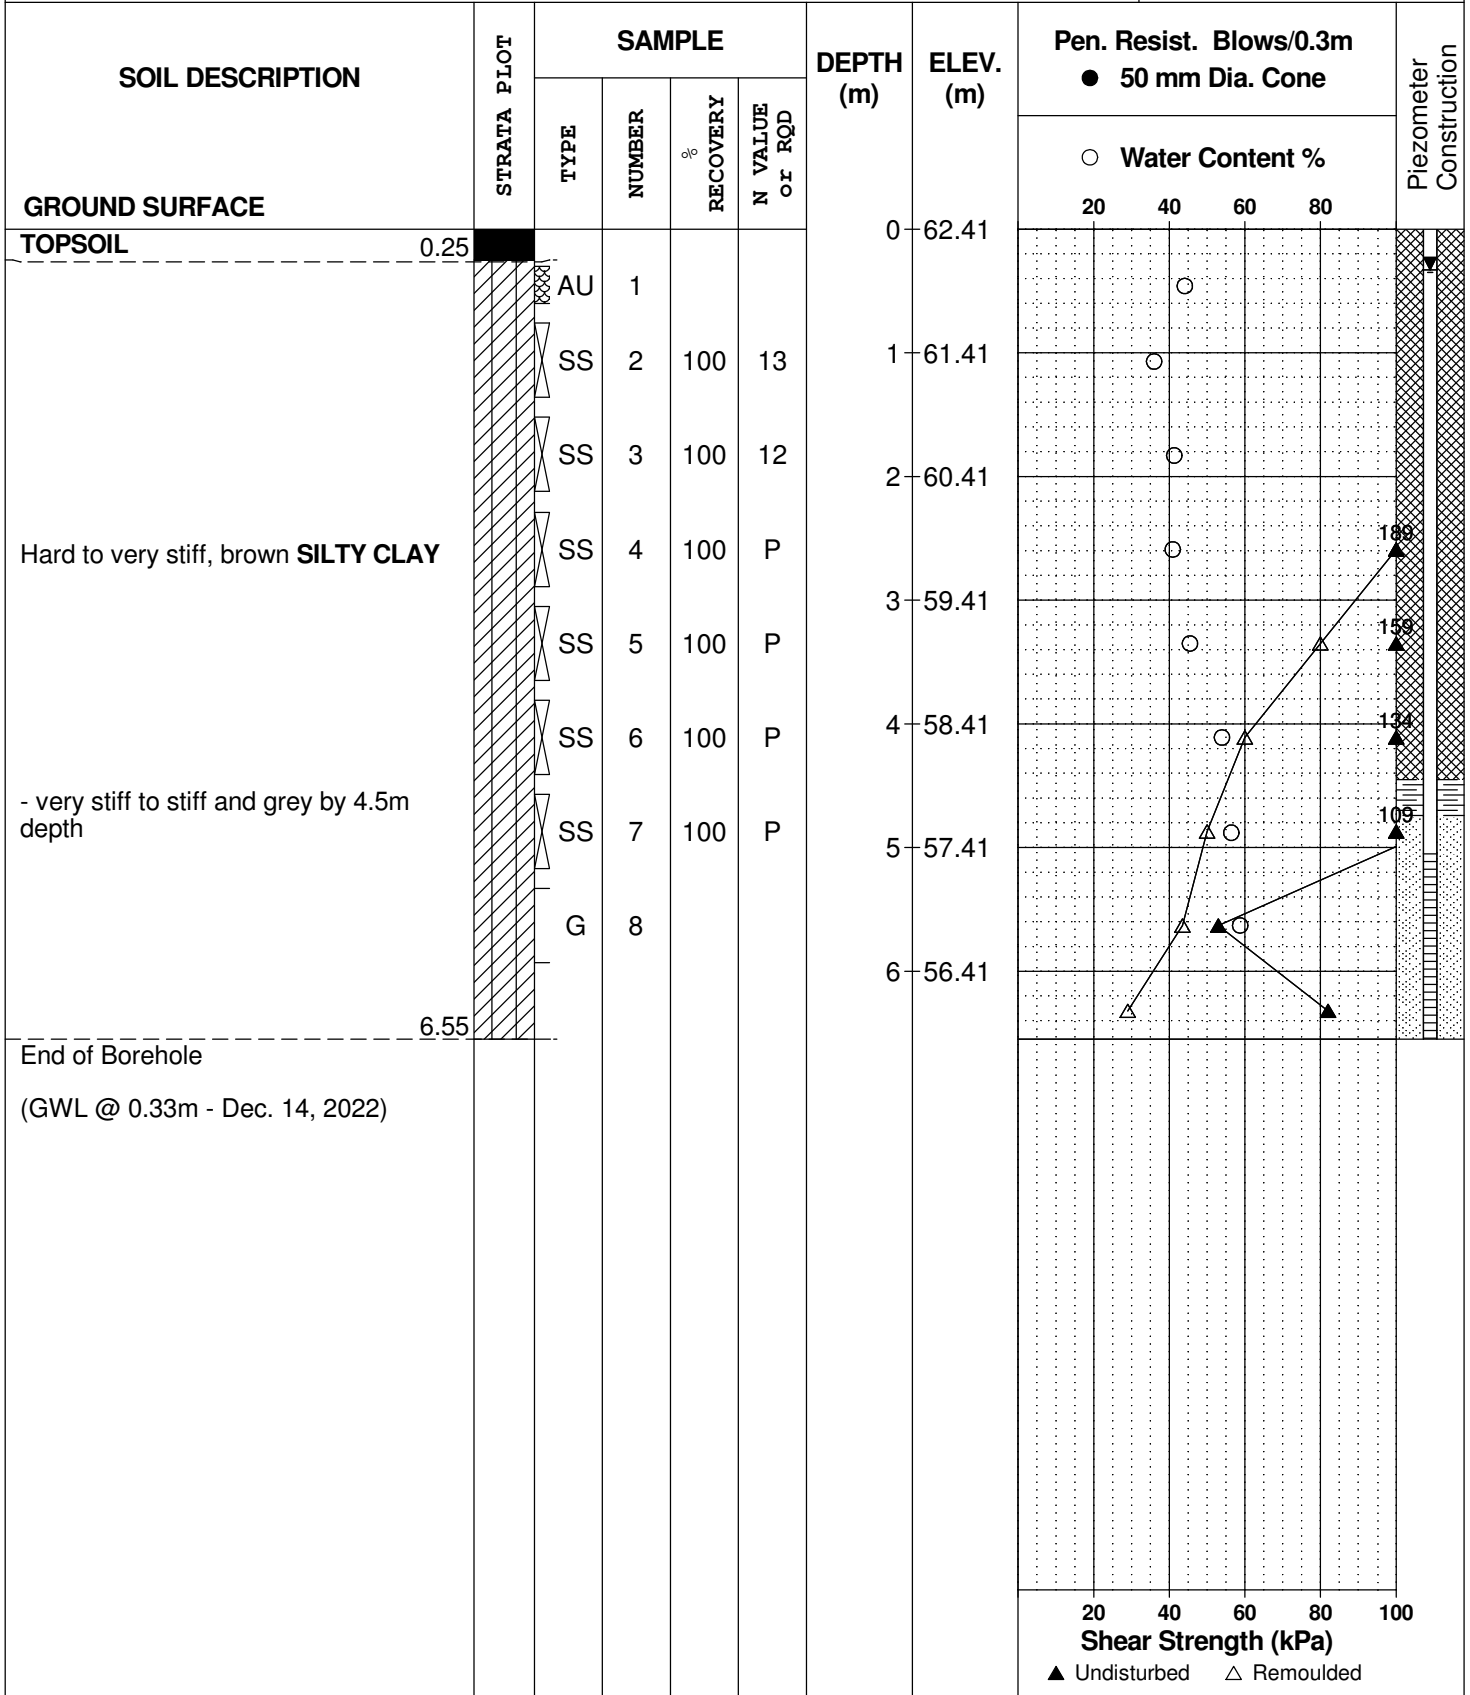 SOIL DESCRIPTION
GROUND SURFACE
STRATA PLOT
SAMPLE
TYPE
NUMBER
%
RECOVERY
N VALUE
or RQD
DEPTH
(m)
ELEV.
(m)
Pen. Resist. Blows/0.3m
● 50 mm Dia. Cone
○ Water Content %
20 40 60 80
Piezometer
Construction
0 62.41
TOPSOIL 0.25
AU 1
SS 2 100 13
1 61.41
SS 3 100 12
2 60.41
Hard to very stiff, brown SILTY CLAY
SS 4 100 P
189
3 59.41
SS 5 100 P
159
4 58.41
SS 6 100 P
134
- very stiff to stiff and grey by 4.5m
depth
SS 7 100 P
109
5 57.41
G 8
6 56.41
6.55
End of Borehole
(GWL @ 0.33m - Dec. 14, 2022)
20 40 60 80 100
Shear Strength (kPa)
▲ Undisturbed △ Remoulded